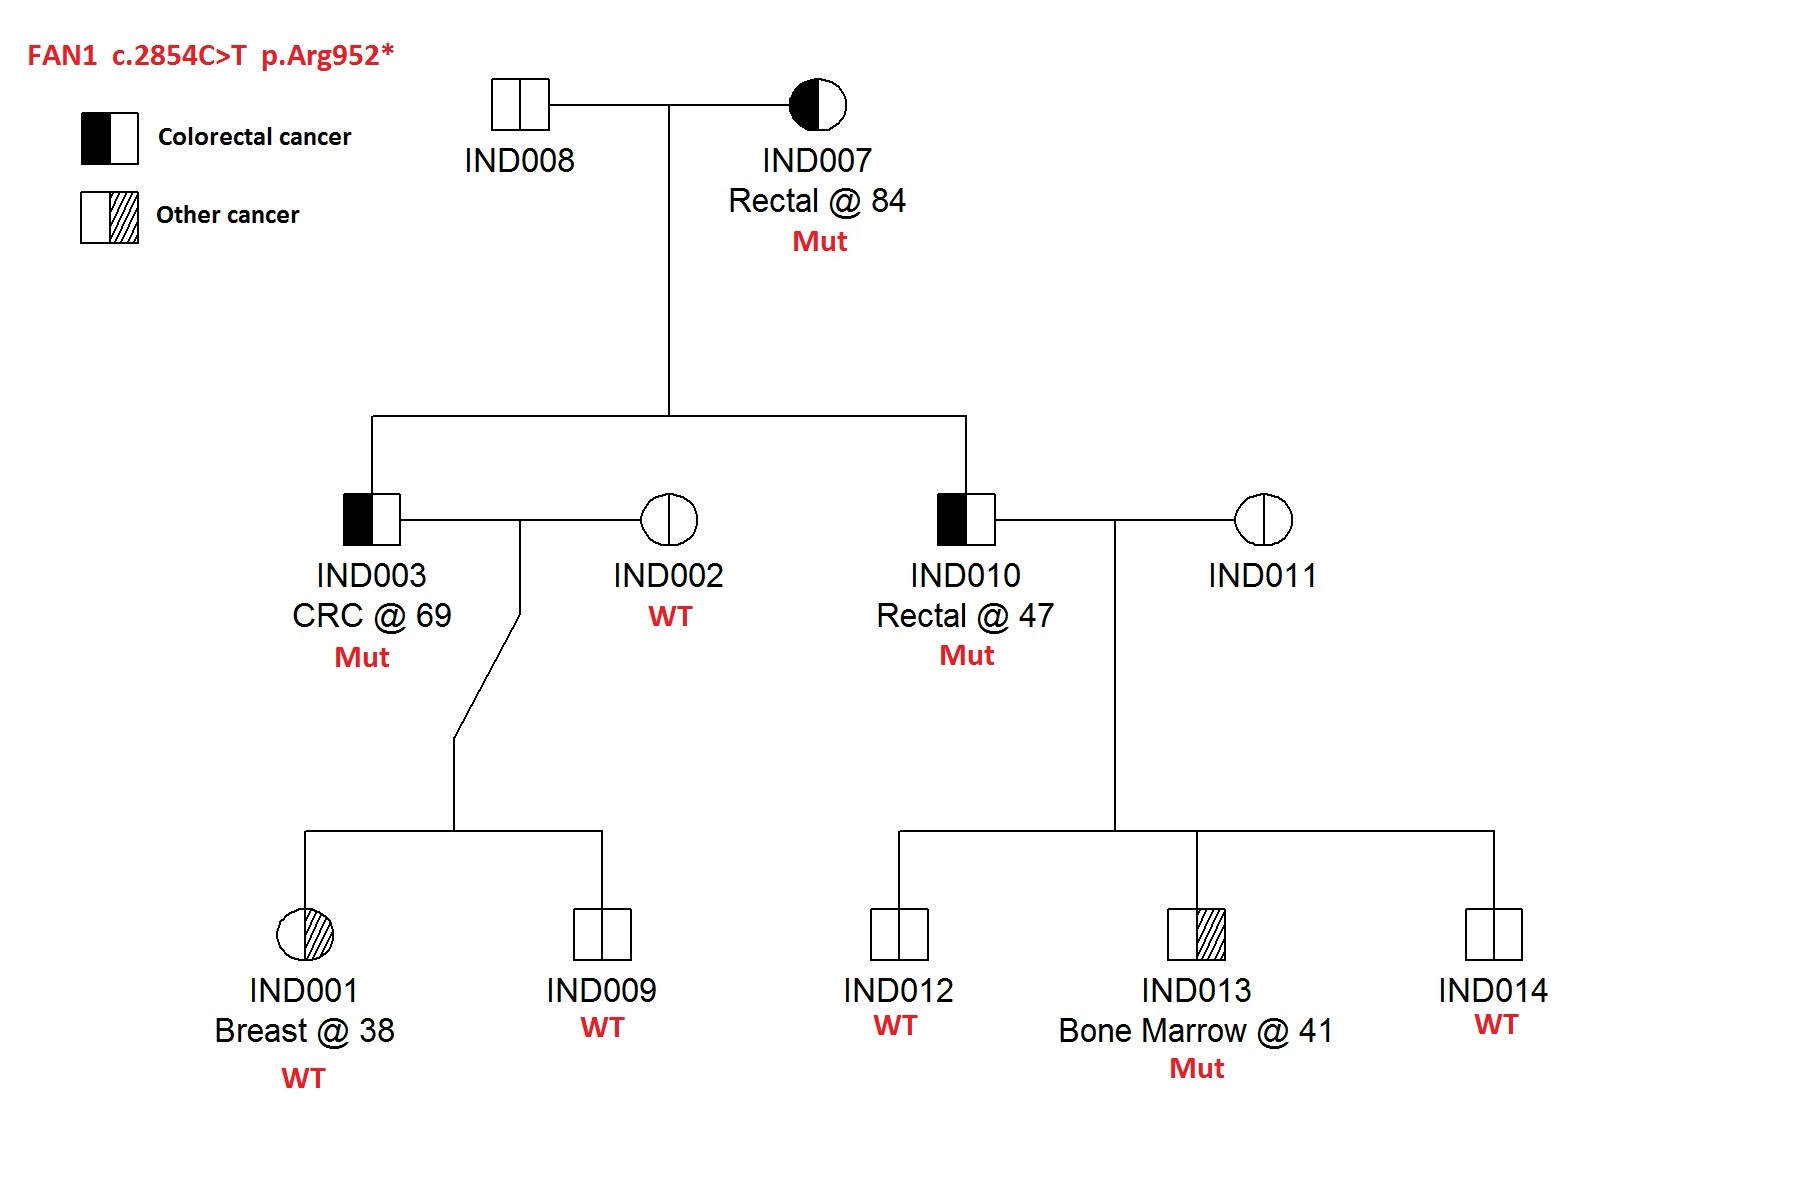 FAN1 c.2854C>T p.Arg952*
Colorectal cancer
Other cancer
IND008
IND007
Rectal @ 84
Mut
IND003
CRC @ 69
Mut
IND002
WT
IND010
Rectal @ 47
Mut
IND011
IND001
Breast @ 38
WT
IND009
WT
IND012
WT
IND013
Bone Marrow @ 41
Mut
IND014
WT